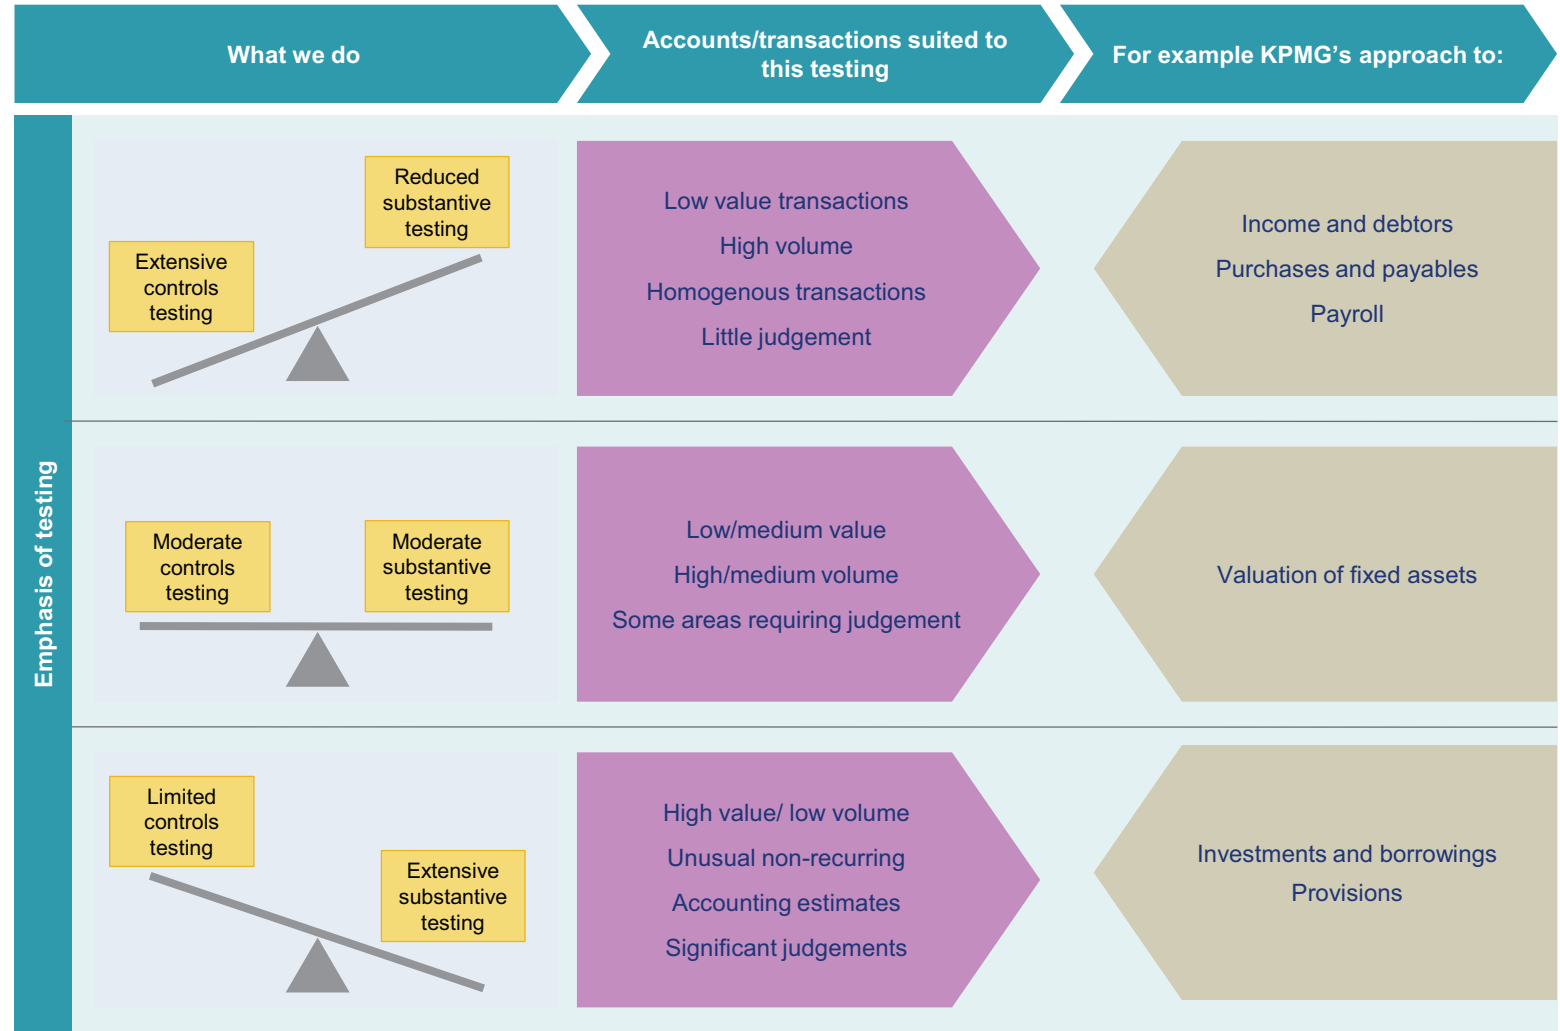 What we do
Accounts/transactions suited to
this testing
For example KPMG's approach to:
Emphasis of testing
Extensive
controls
testing
Reduced
substantive
testing
Low value transactions
High volume
Homogenous transactions
Little judgement
Income and debtors
Purchases and payables
Payroll
Moderate
controls
testing
Moderate
substantive
testing
Low/medium value
High/medium volume
Some areas requiring judgement
Valuation of fixed assets
Limited
controls
testing
Extensive
substantive
testing
High value/ low volume
Unusual non-recurring
Accounting estimates
Significant judgements
Investments and borrowings
Provisions